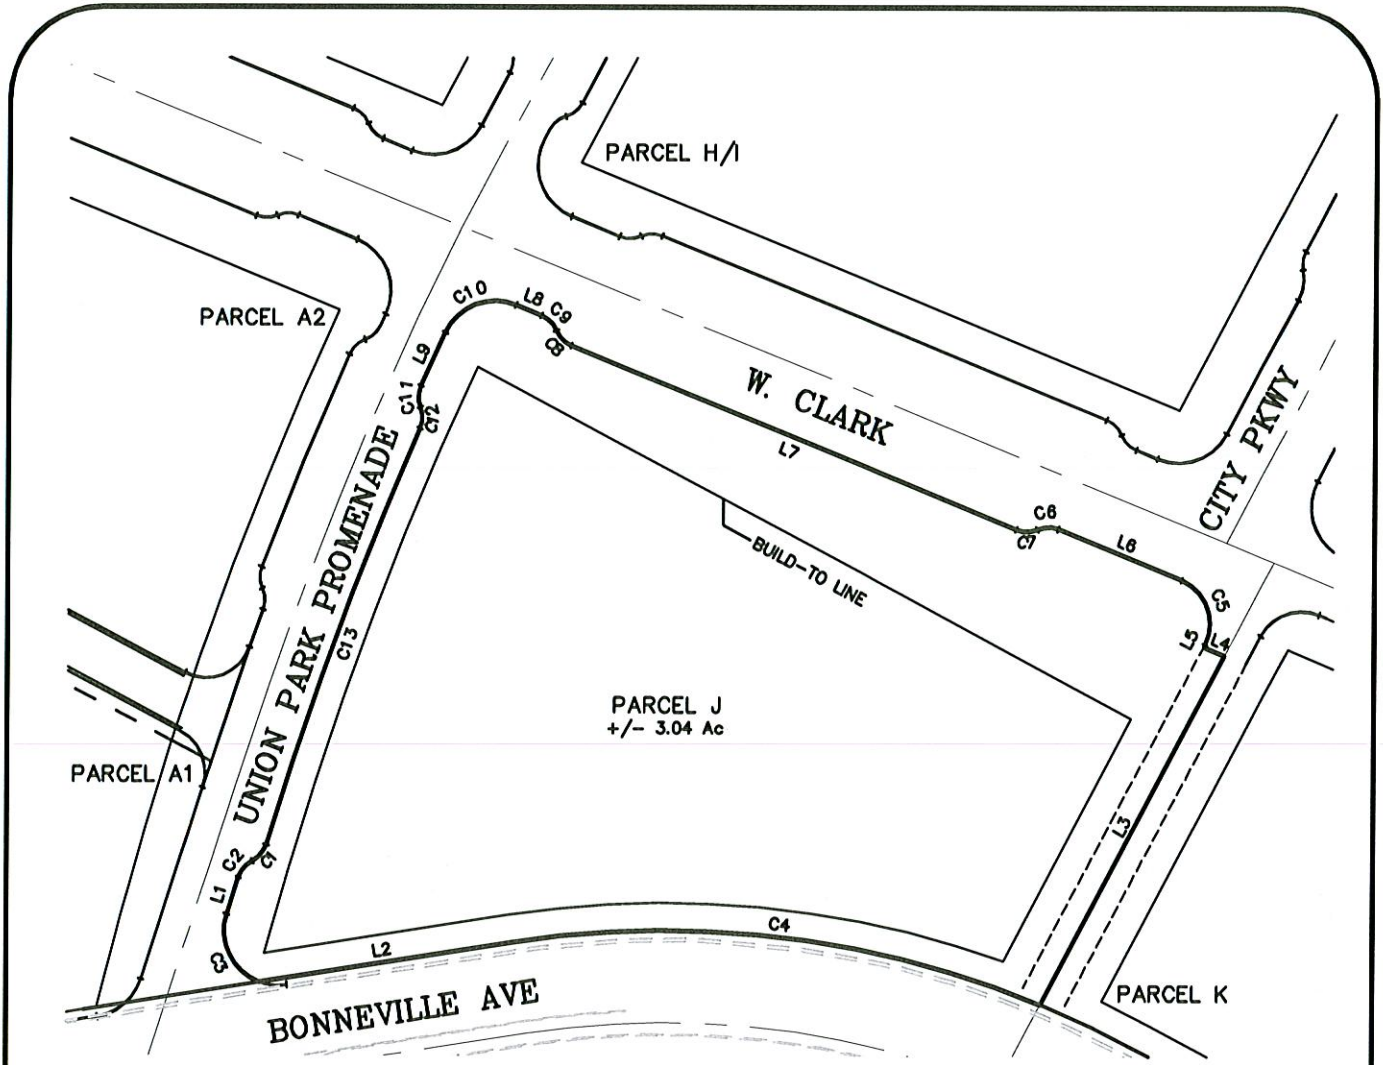 PARCEL H/I
PARCEL A2
C10
L8
C9
C8
L9
C11
C12
W. CLARK
L7
CITY PKWY
C6
C7
L6
BUILD-TO LINE
C5
L5
L4
UNION PARK PROMENADE
C13
PARCEL J
+/- 3.04 Ac
PARCEL A1
L3
C2
C1
L1
C3
L2
C4
BONNEVILLE AVE
PARCEL K